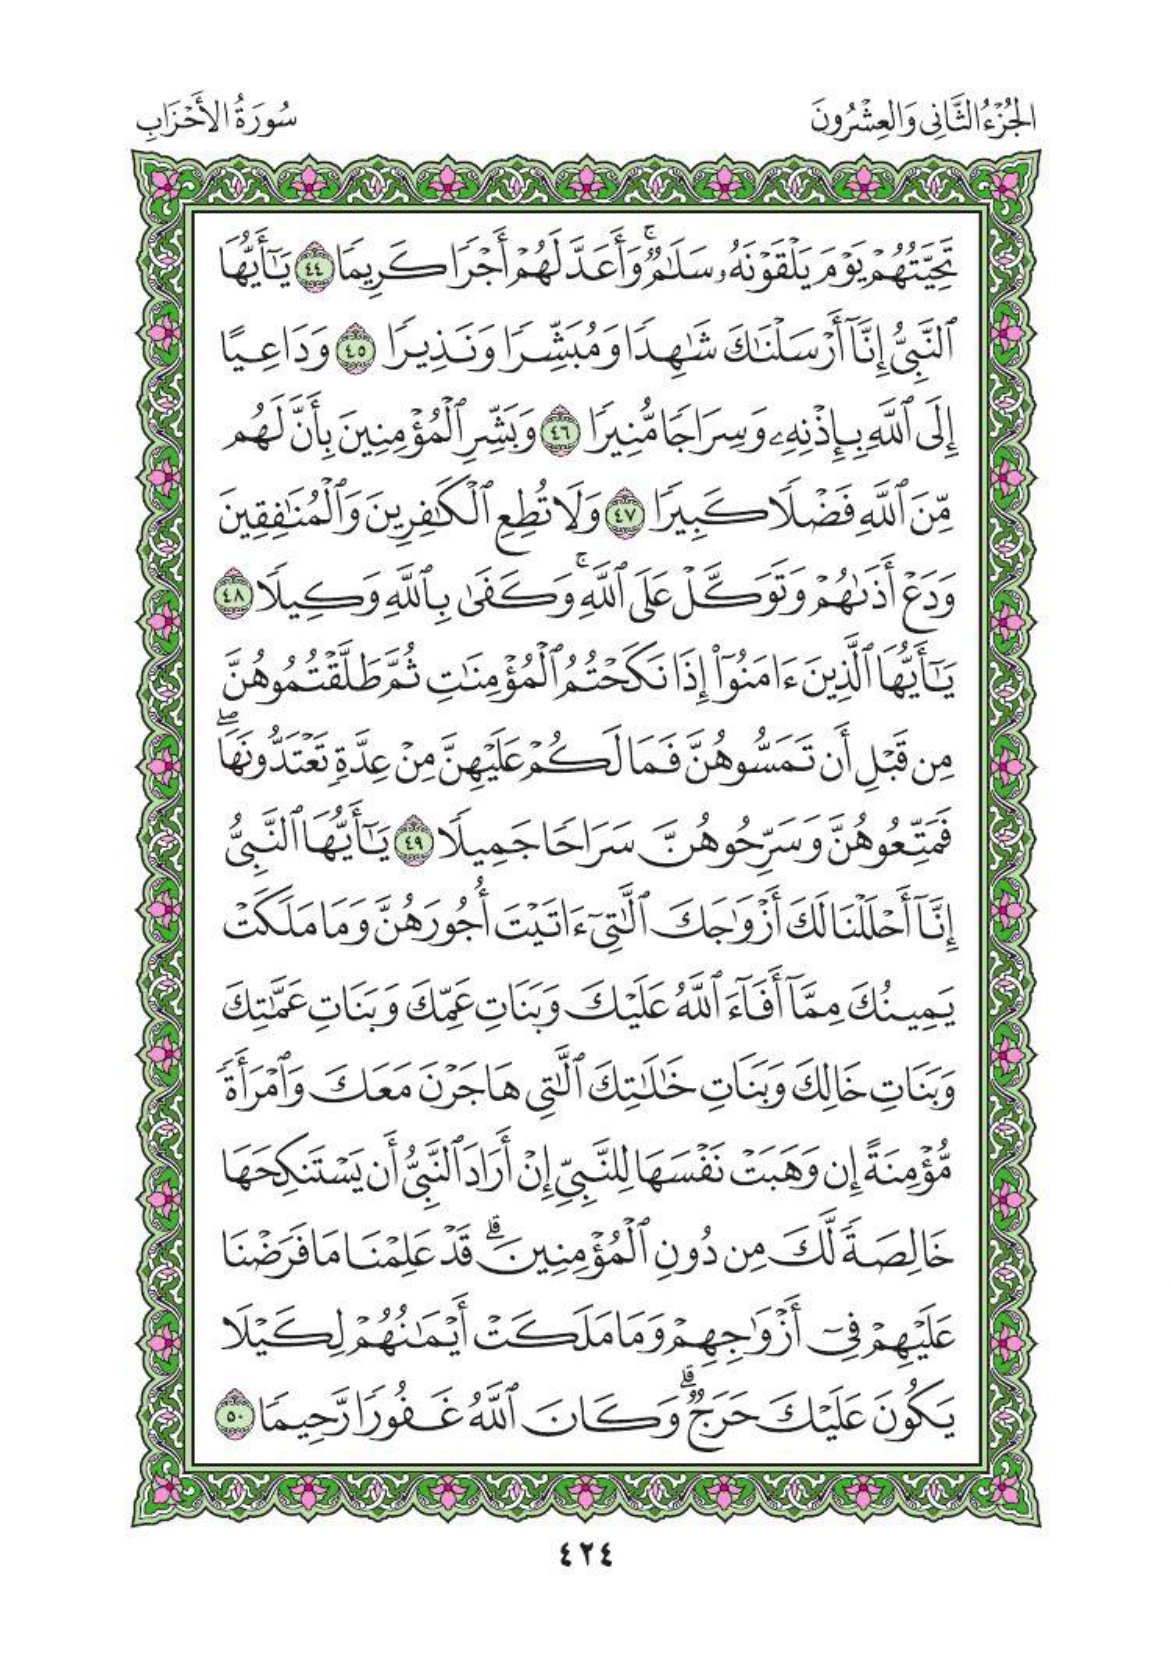 الجُزْءُ الثَّانِي وَالعِشْرُونَ
سُورَةُ الأَحْزَابِ
تَحِيَّتُهُمۡ يَوۡمَ يَلۡقَوۡنَهُۥ سَلَٰمٞۚ وَأَعَدَّ لَهُمۡ أَجۡرٗا كَرِيمٗا ٤٤ يَٰٓأَيُّهَا
ٱلنَّبِيُّ إِنَّآ أَرۡسَلۡنَٰكَ شَٰهِدٗا وَمُبَشِّرٗا وَنَذِيرٗا ٤٥ وَدَاعِيًا
إِلَى ٱللَّهِ بِإِذۡنِهِۦ وَسِرَاجٗا مُّنِيرٗا ٤٦ وَبَشِّرِ ٱلۡمُؤۡمِنِينَ بِأَنَّ لَهُم
مِّنَ ٱللَّهِ فَضۡلٗا كَبِيرٗا ٤٧ وَلَا تُطِعِ ٱلۡكَٰفِرِينَ وَٱلۡمُنَٰفِقِينَ
وَدَعۡ أَذَىٰهُمۡ وَتَوَكَّلۡ عَلَى ٱللَّهِۚ وَكَفَىٰ بِٱللَّهِ وَكِيلٗا ٤٨
يَٰٓأَيُّهَا ٱلَّذِينَ ءَامَنُوٓاْ إِذَا نَكَحۡتُمُ ٱلۡمُؤۡمِنَٰتِ ثُمَّ طَلَّقۡتُمُوهُنَّ
مِن قَبۡلِ أَن تَمَسُّوهُنَّ فَمَا لَكُمۡ عَلَيۡهِنَّ مِنۡ عِدَّةٖ تَعۡتَدُّونَهَاۖ
فَمَتِّعُوهُنَّ وَسَرِّحُوهُنَّ سَرَاحٗا جَمِيلٗا ٤٩ يَٰٓأَيُّهَا ٱلنَّبِيُّ
إِنَّآ أَحۡلَلۡنَا لَكَ أَزۡوَٰجَكَ ٱلَّٰتِيٓ ءَاتَيۡتَ أُجُورَهُنَّ وَمَا مَلَكَتۡ
يَمِينُكَ مِمَّآ أَفَآءَ ٱللَّهُ عَلَيۡكَ وَبَنَاتِ عَمِّكَ وَبَنَاتِ عَمَّٰتِكَ
وَبَنَاتِ خَالِكَ وَبَنَاتِ خَٰلَٰتِكَ ٱلَّٰتِي هَاجَرۡنَ مَعَكَ وَٱمۡرَأَةٗ
مُّؤۡمِنَةً إِن وَهَبَتۡ نَفۡسَهَا لِلنَّبِيِّ إِنۡ أَرَادَ ٱلنَّبِيُّ أَن يَسۡتَنكِحَهَا
خَالِصَةٗ لَّكَ مِن دُونِ ٱلۡمُؤۡمِنِينَۗ قَدۡ عَلِمۡنَا مَا فَرَضۡنَا
عَلَيۡهِمۡ فِيٓ أَزۡوَٰجِهِمۡ وَمَا مَلَكَتۡ أَيۡمَٰنُهُمۡ لِكَيۡلَا
يَكُونَ عَلَيۡكَ حَرَجٞۗ وَكَانَ ٱللَّهُ غَفُورٗا رَّحِيمٗا ٥٠
٤٢٤